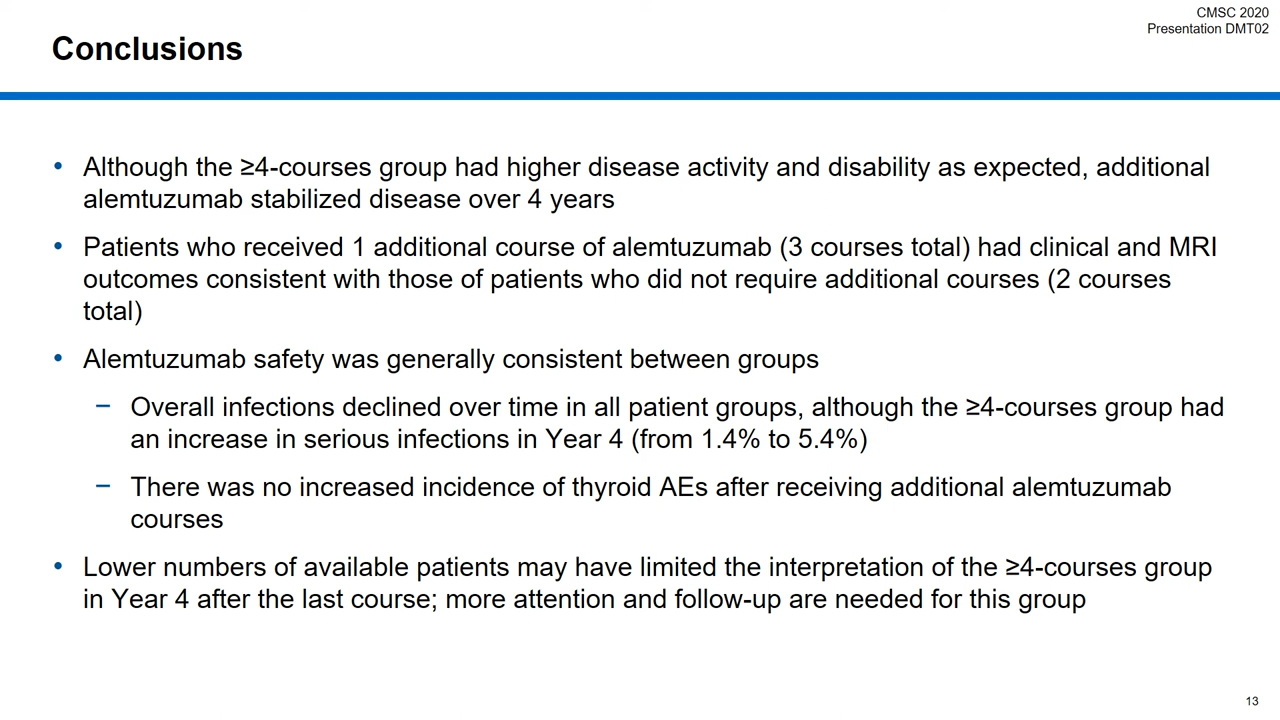 CMSC 2020
Presentation DMT02
Conclusions
• Although the ≥4-courses group had higher disease activity and disability as expected, additional
alemtuzumab stabilized disease over 4 years
• Patients who received 1 additional course of alemtuzumab (3 courses total) had clinical and MRI
outcomes consistent with those of patients who did not require additional courses (2 courses
total)
• Alemtuzumab safety was generally consistent between groups
– Overall infections declined over time in all patient groups, although the ≥4-courses group had
an increase in serious infections in Year 4 (from 1.4% to 5.4%)
– There was no increased incidence of thyroid AEs after receiving additional alemtuzumab
courses
• Lower numbers of available patients may have limited the interpretation of the ≥4-courses group
in Year 4 after the last course; more attention and follow-up are needed for this group
13